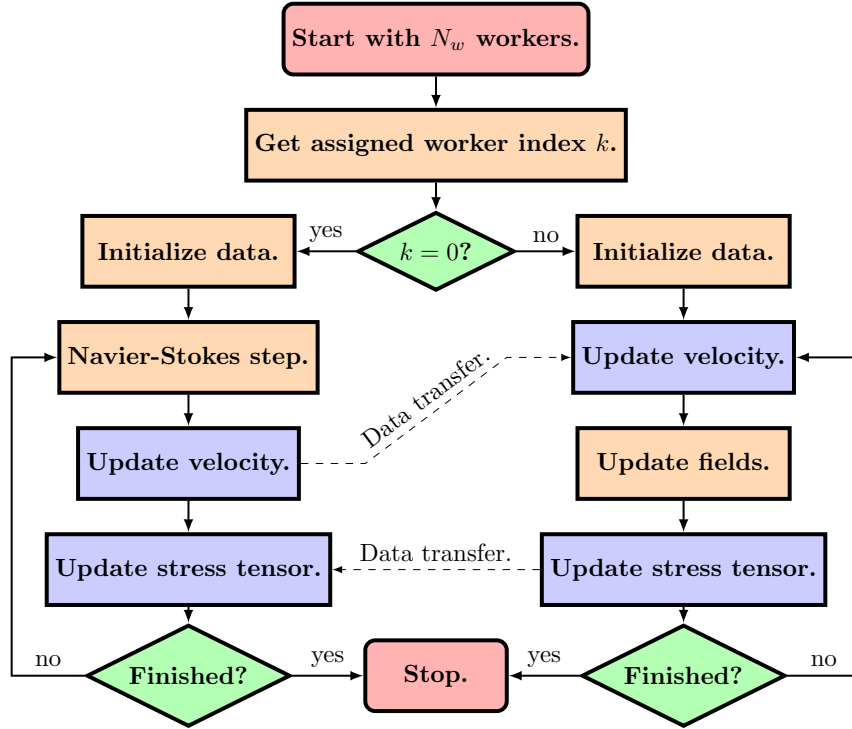 Start with $N_w$ workers.
Get assigned worker index $k$.
yes
$k = 0$?
no
Initialize data.
Initialize data.
Navier-Stokes step.
Update velocity.
Data transfer.
Update velocity.
Update fields.
Update stress tensor.
Data transfer.
Update stress tensor.
no
Finished?
yes
Stop.
yes
Finished?
no